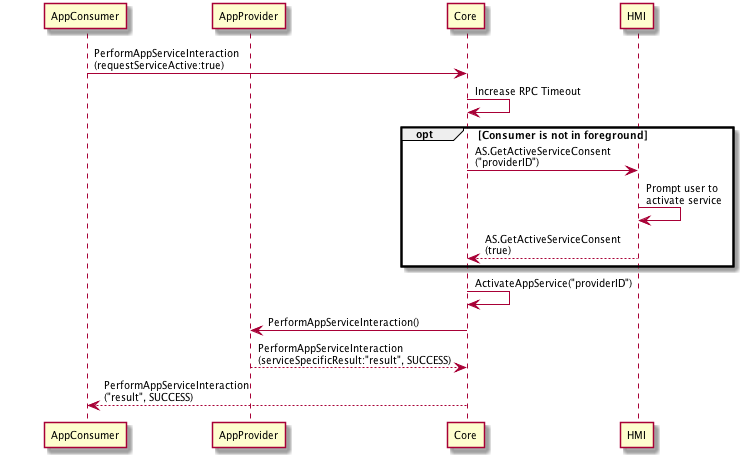 AppConsumer
AppProvider
Core
HMI
PerformAppServiceInteraction
(requestServiceActive:true)
Increase RPC Timeout
opt
[Consumer is not in foreground]
AS.GetActiveServiceConsent
("providerID")
Prompt user to
activate service
AS.GetActiveServiceConsent
(true)
ActivateAppService("providerID")
PerformAppServiceInteraction()
PerformAppServiceInteraction
(serviceSpecificResult:"result", SUCCESS)
PerformAppServiceInteraction
("result", SUCCESS)
AppConsumer
AppProvider
Core
HMI